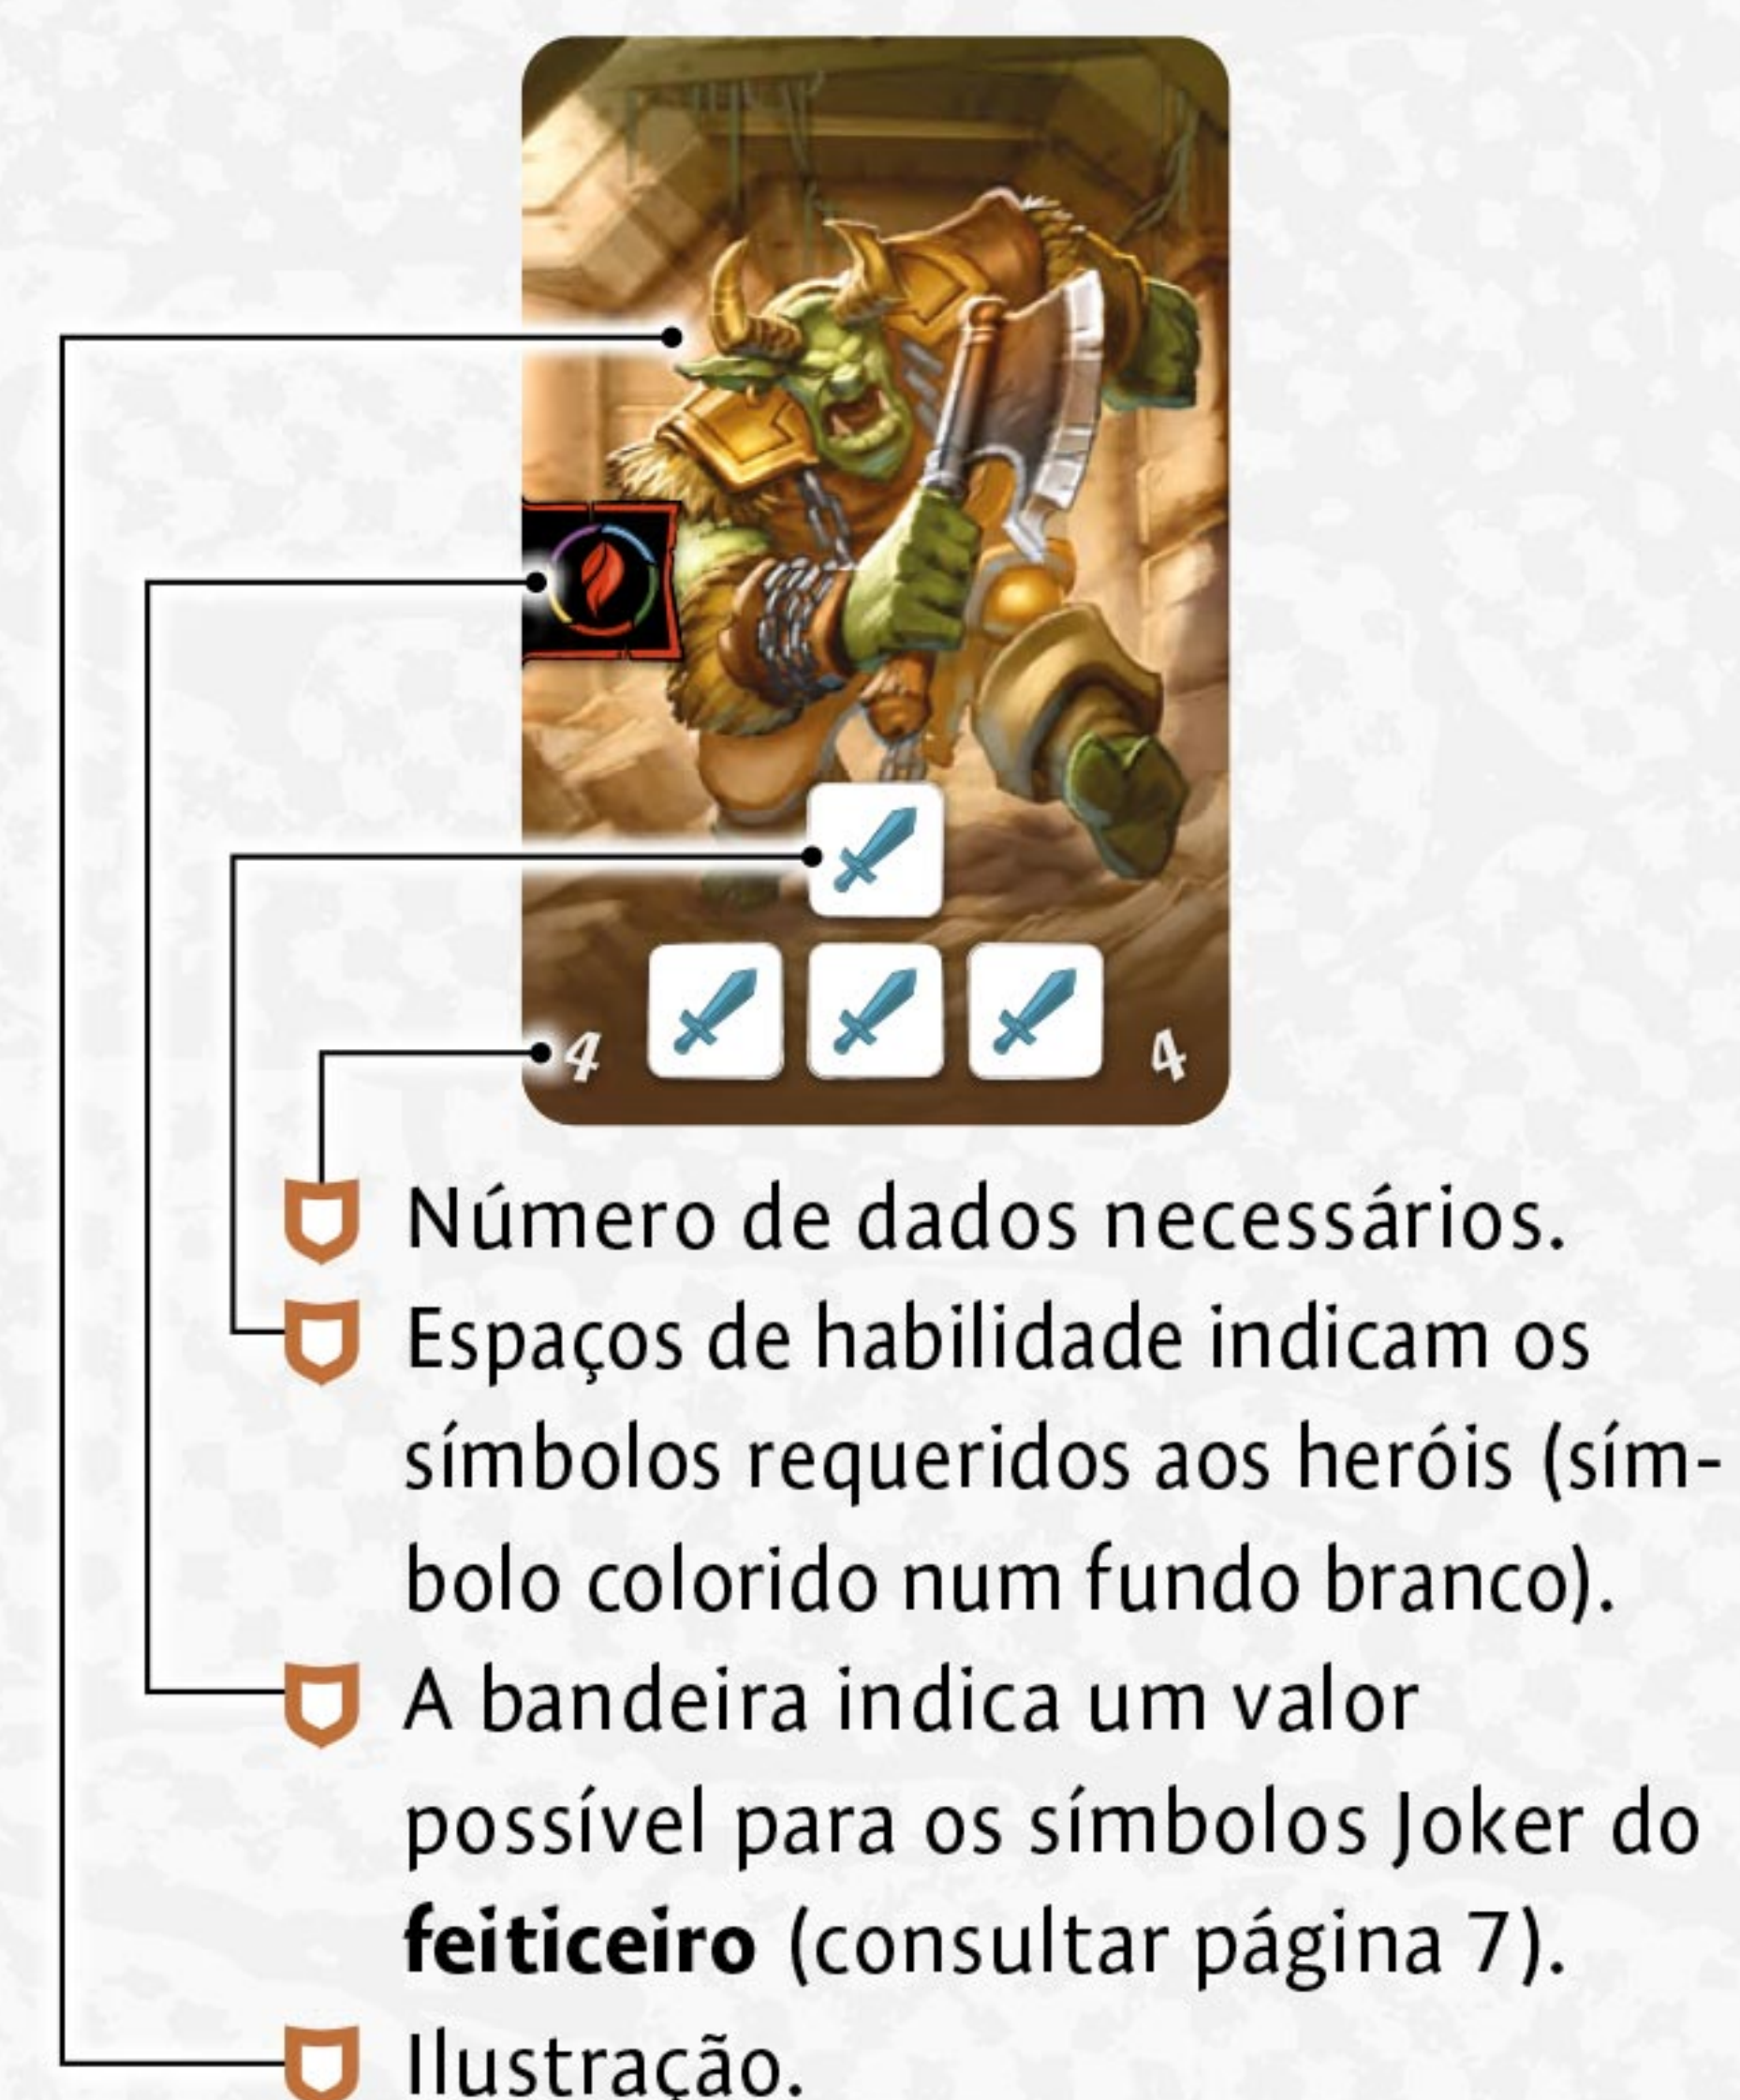 4 4
Número de dados necessários.
Espaços de habilidade indicam os
símbolos requeridos aos heróis (sím-
bolo colorido num fundo branco).
A bandeira indica um valor
possível para os símbolos Joker do
feiticeiro (consultar página 7).
Ilustração.